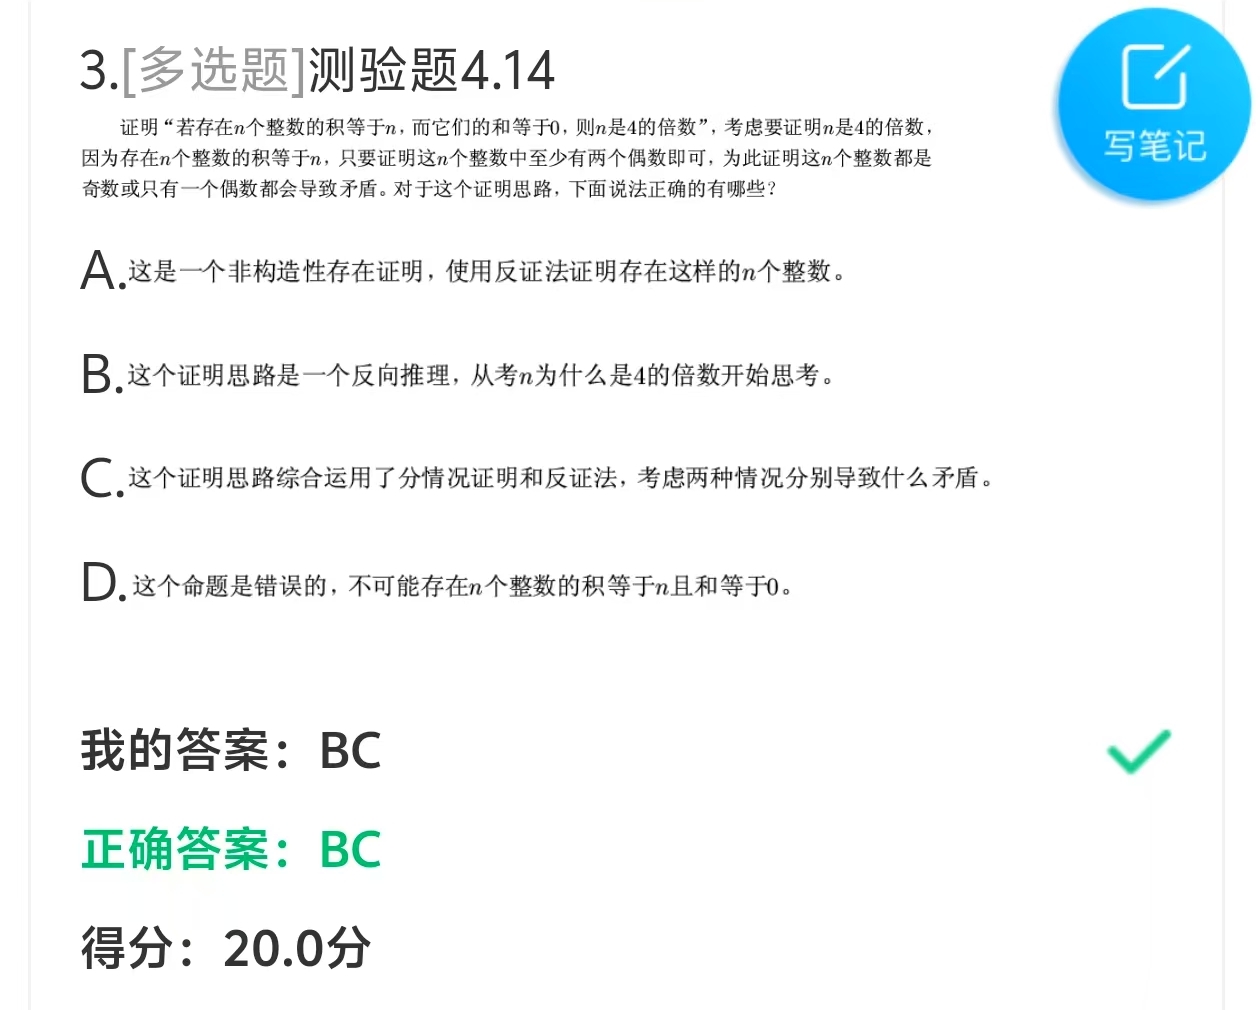 3.[多选题]测验题4.14
写笔记
证明“若存在n个整数的积等于n，而它们的和等于0，则n是4的倍数”，考虑要证明n是4的倍数，
因为存在n个整数的积等于n，只要证明这n个整数中至少有两个偶数即可，为此证明这n个整数都是
奇数或只有一个偶数都会导致矛盾。对于这个证明思路，下面说法正确的有哪些？
A.这是一个非构造性存在证明，使用反证法证明存在这样的n个整数。
B.这个证明思路是一个反向推理，从考n为什么是4的倍数开始思考。
C.这个证明思路综合运用了分情况证明和反证法，考虑两种情况分别导致什么矛盾。
D.这个命题是错误的，不可能存在n个整数的积等于n且和等于0。
我的答案：BC
正确答案：BC
得分：20.0分